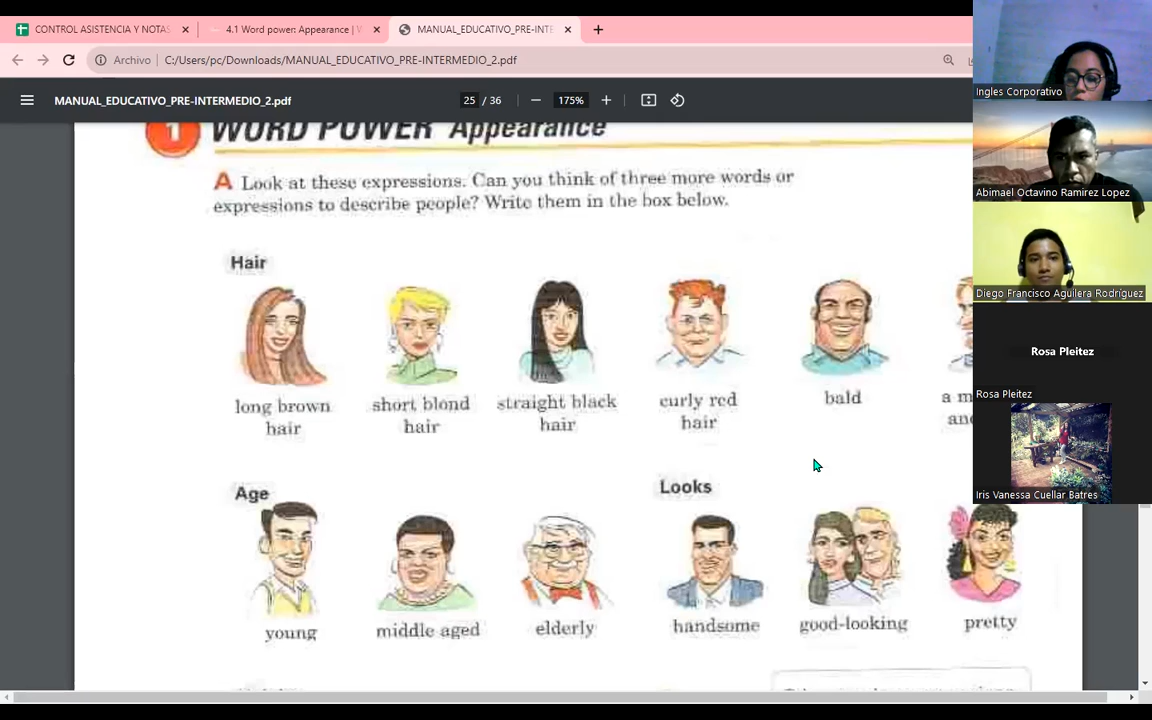 CONTROL ASISTENCIA Y NOTAS
4.1 Word power: Appearance |
MANUAL_EDUCATIVO_PRE-INTE
Archivo
C:/Users/pc/Downloads/MANUAL_EDUCATIVO_PRE-INTERMEDIO_2.pdf
MANUAL_EDUCATIVO_PRE-INTERMEDIO_2.pdf
25 / 36
175%
1 WORD POWER Appearance
A Look at these expressions. Can you think of three more words or
expressions to describe people? Write them in the box below.
Hair
long brown
hair
short blond
hair
straight black
hair
curly red
hair
bald
a m
an
Age
Looks
young
middle aged
elderly
handsome
good-looking
pretty
Ingles Corporativo
Abimael Octavino Ramirez Lopez
Diego Francisco Aguilera Rodríguez
Rosa Pleitez
Rosa Pleitez
Iris Vanessa Cuellar Batres